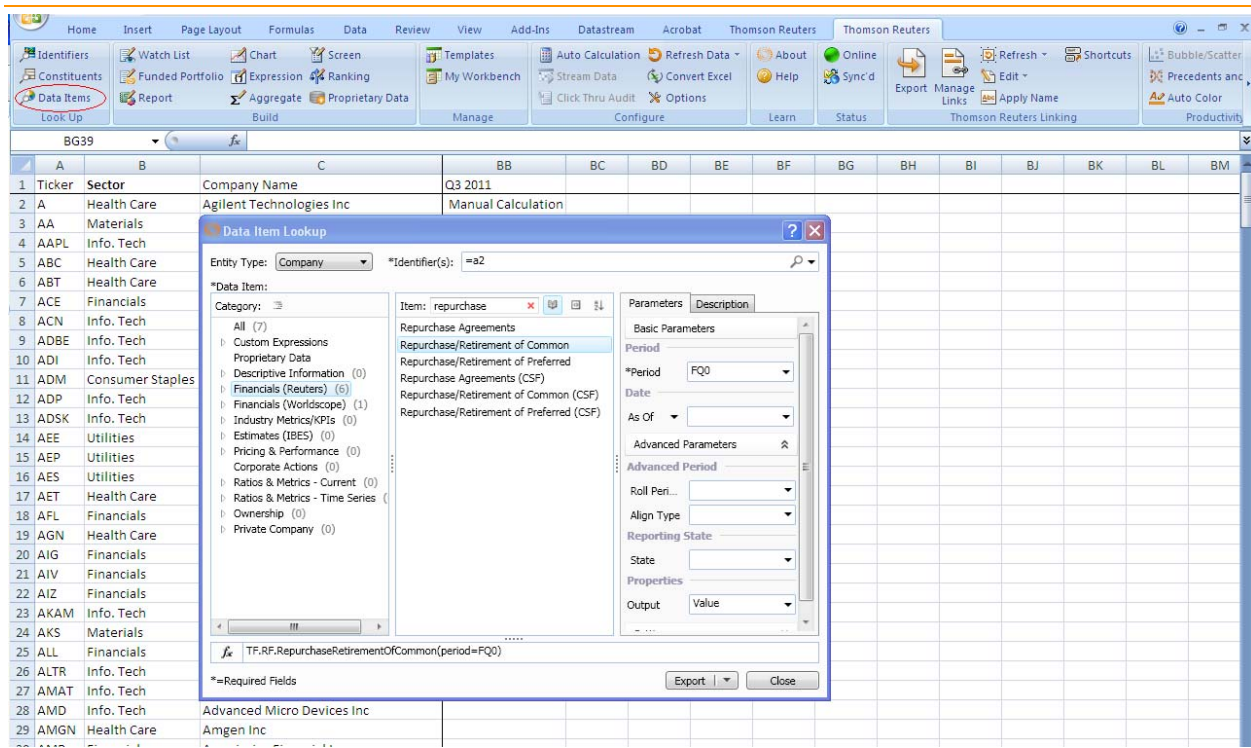 Home Insert Page Layout Formulas Data Review View Add-Ins Datastream Acrobat Thomson Reuters Thomson Reuters
Identifiers Watch List Chart Screen Templates Auto Calculation Refresh Data About Online Refresh Shortcuts Bubble/Scatter
Constituents Funded Portfolio Expression Ranking My Workbench Stream Data Convert Excel Help Sync'd Export Manage Links Edit Precedents and
Data Items Report Aggregate Proprietary Data Click Thru Audit Options Apply Name Auto Color
Look Up Build Manage Configure Learn Status Thomson Reuters Linking Productivity
BG39 fx
A B C BB BC BD BE BF BG BH BI BJ BK BL BM
1 Ticker Sector Company Name Q3 2011
2 A Health Care Agilent Technologies Inc Manual Calculation
3 AA Materials
4 AAPL Info. Tech
5 ABC Health Care
6 ABT Health Care
7 ACE Financials
8 ACN Info. Tech
9 ADBE Info. Tech
10 ADI Info. Tech
11 ADM Consumer Staples
12 ADP Info. Tech
13 ADSK Info. Tech
14 AEE Utilities
15 AEP Utilities
16 AES Utilities
17 AET Health Care
18 AFL Financials
19 AGN Health Care
20 AIG Financials
21 AIV Financials
22 AIZ Financials
23 AKAM Info. Tech
24 AKS Materials
25 ALL Financials
26 ALTR Info. Tech
27 AMAT Info. Tech
28 AMD Info. Tech Advanced Micro Devices Inc
29 AMGN Health Care Amgen Inc
Data Item Lookup
Entity Type: Company *Identifier(s): =a2
*Data Item:
Category:
All (7)
Custom Expressions
Proprietary Data
Descriptive Information (0)
Financials (Reuters) (6)
Financials (Worldscope) (1)
Industry Metrics/KPIs (0)
Estimates (IBES) (0)
Pricing & Performance (0)
Corporate Actions (0)
Ratios & Metrics - Current (0)
Ratios & Metrics - Time Series (
Ownership (0)
Private Company (0)
Item: repurchase
Repurchase Agreements
Repurchase/Retirement of Common
Repurchase/Retirement of Preferred
Repurchase Agreements (CSF)
Repurchase/Retirement of Common (CSF)
Repurchase/Retirement of Preferred (CSF)
Parameters Description
Basic Parameters
Period
*Period FQ0
Date
As Of
Advanced Parameters
Advanced Period
Roll Peri...
Align Type
Reporting State
State
Properties
Output Value
fx TF.RF.RepurchaseRetirementOfCommon(period=FQ0)
*=Required Fields Export Close